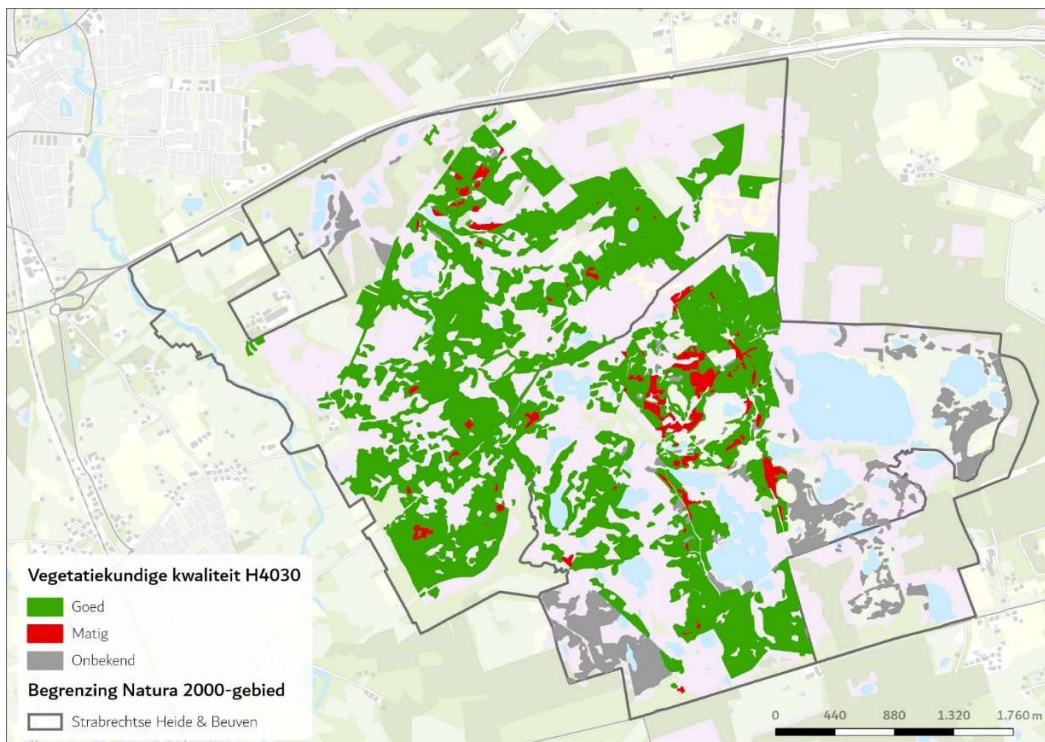 Vegetatiekundige kwaliteit H4030
Goed
Matig
Onbekend
Begrenzing Natura 2000-gebied
Strabrechtse Heide & Beuven
0 440 880 1.320 1.760 m